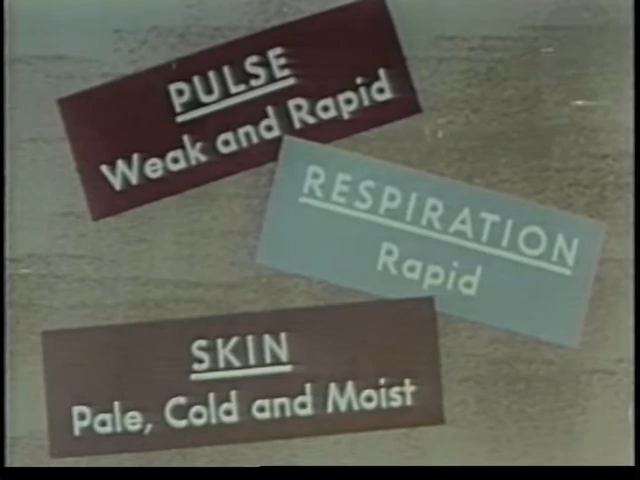 PULSE
Weak and Rapid
RESPIRATION
Rapid
SKIN
Pale, Cold and Moist